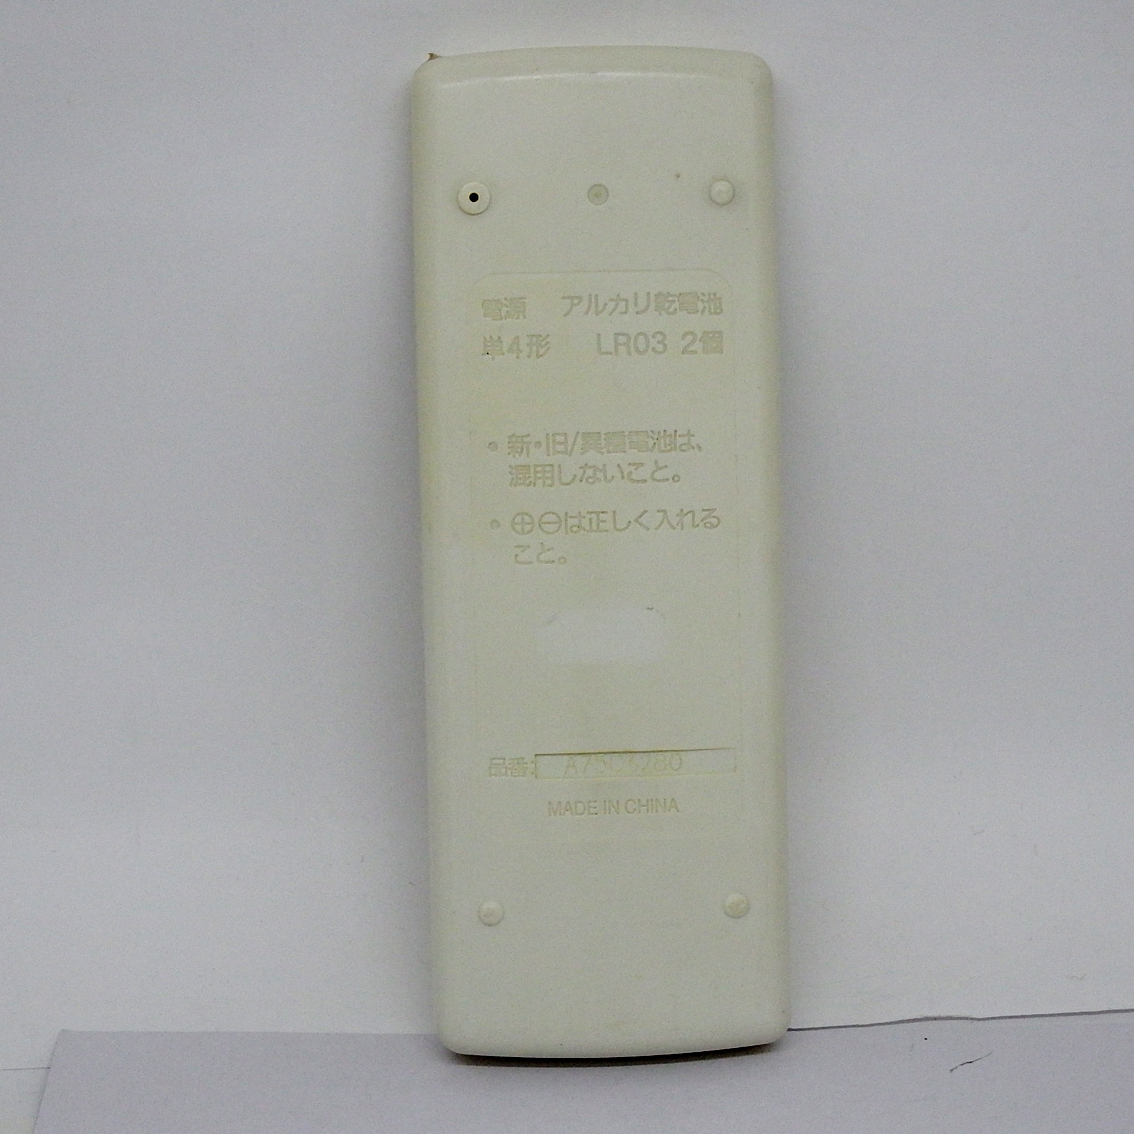 電源 アルカリ乾電池
単4形 LR03 2個
• 新・旧/異種電池は、
混用しないこと。
• ⊕⊖は正しく入れる
こと。
品番: A75C3280
MADE IN CHINA